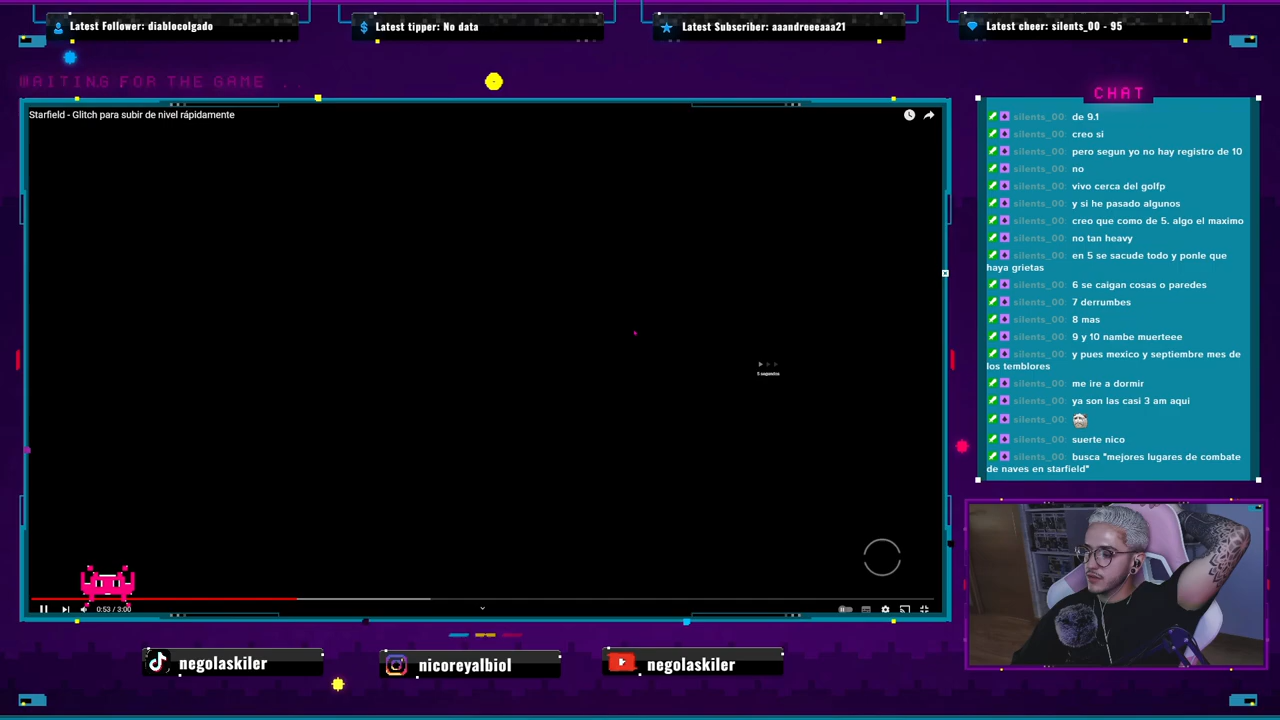 Latest Follower: diablocolgado
Latest tipper: No data
Latest Subscriber: aaandreeeaaa21
Latest cheer: silents_00 - 95
WAITING FOR THE GAME ..
CHAT
Starfield - Glitch para subir de nivel rápidamente
silents_00: de 9.1
silents_00: creo si
silents_00: pero segun yo no hay registro de 10
silents_00: no
silents_00: vivo cerca del golfp
silents_00: y si he pasado algunos
silents_00: creo que como de 5. algo el maximo
silents_00: no tan heavy
silents_00: en 5 se sacude todo y ponle que
haya grietas
silents_00: 6 se caigan cosas o paredes
silents_00: 7 derrumbes
silents_00: 8 mas
silents_00: 9 y 10 nambe muerteee
silents_00: y pues mexico y septiembre mes de
los temblores
silents_00: me ire a dormir
silents_00: ya son las casi 3 am aqui
silents_00:
silents_00: suerte nico
silents_00: busca "mejores lugares de combate
de naves en starfield"
5 segundos
0:53 / 3:00
negolaskiler
nicoreyalbiol
negolaskiler